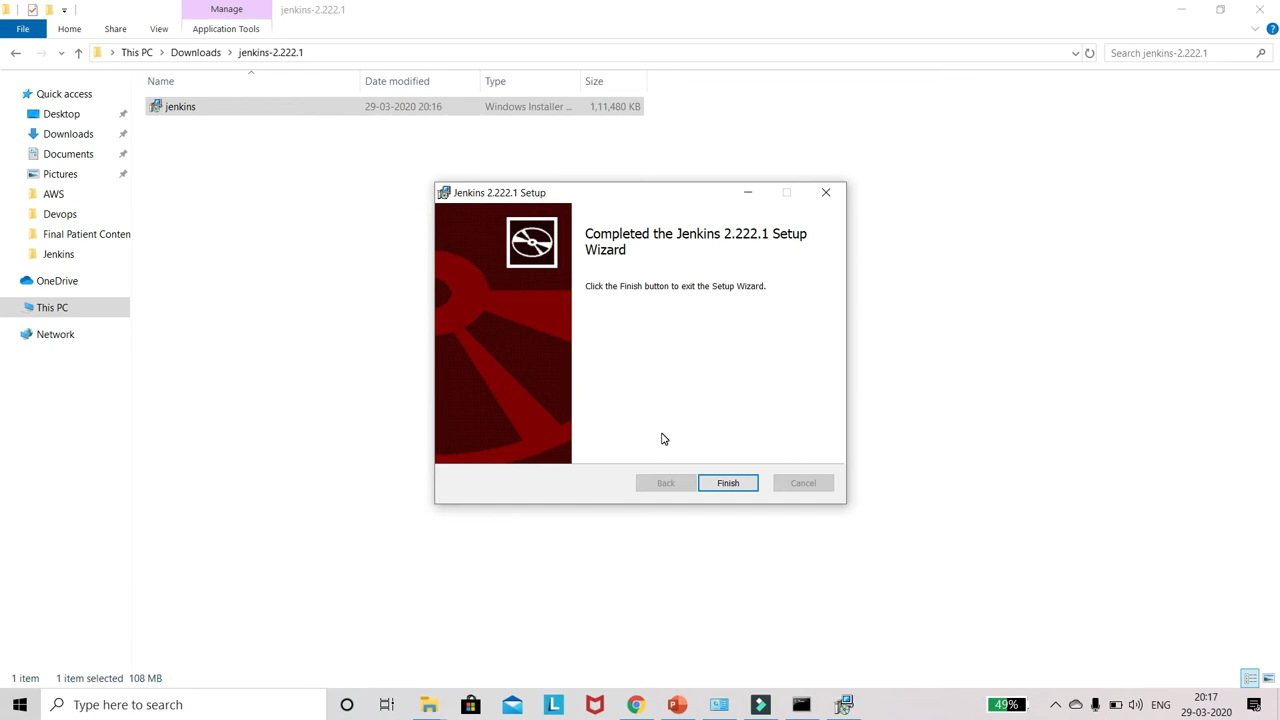 Manage
jenkins-2.222.1
File
Home
Share
View
Application Tools
This PC
Downloads
jenkins-2.222.1
Search jenkins-2.222.1
Name
Date modified
Type
Size
jenkins
29-03-2020 20:16
Windows Installer ...
1,11,480 KB
Quick access
Desktop
Downloads
Documents
Pictures
AWS
Devops
Final Patient Conten
Jenkins
OneDrive
This PC
Network
Jenkins 2.222.1 Setup
Completed the Jenkins 2.222.1 Setup
Wizard
Click the Finish button to exit the Setup Wizard.
Back
Finish
Cancel
1 item
1 item selected 108 MB
Type here to search
L
49%
ENG
20:17
29-03-2020